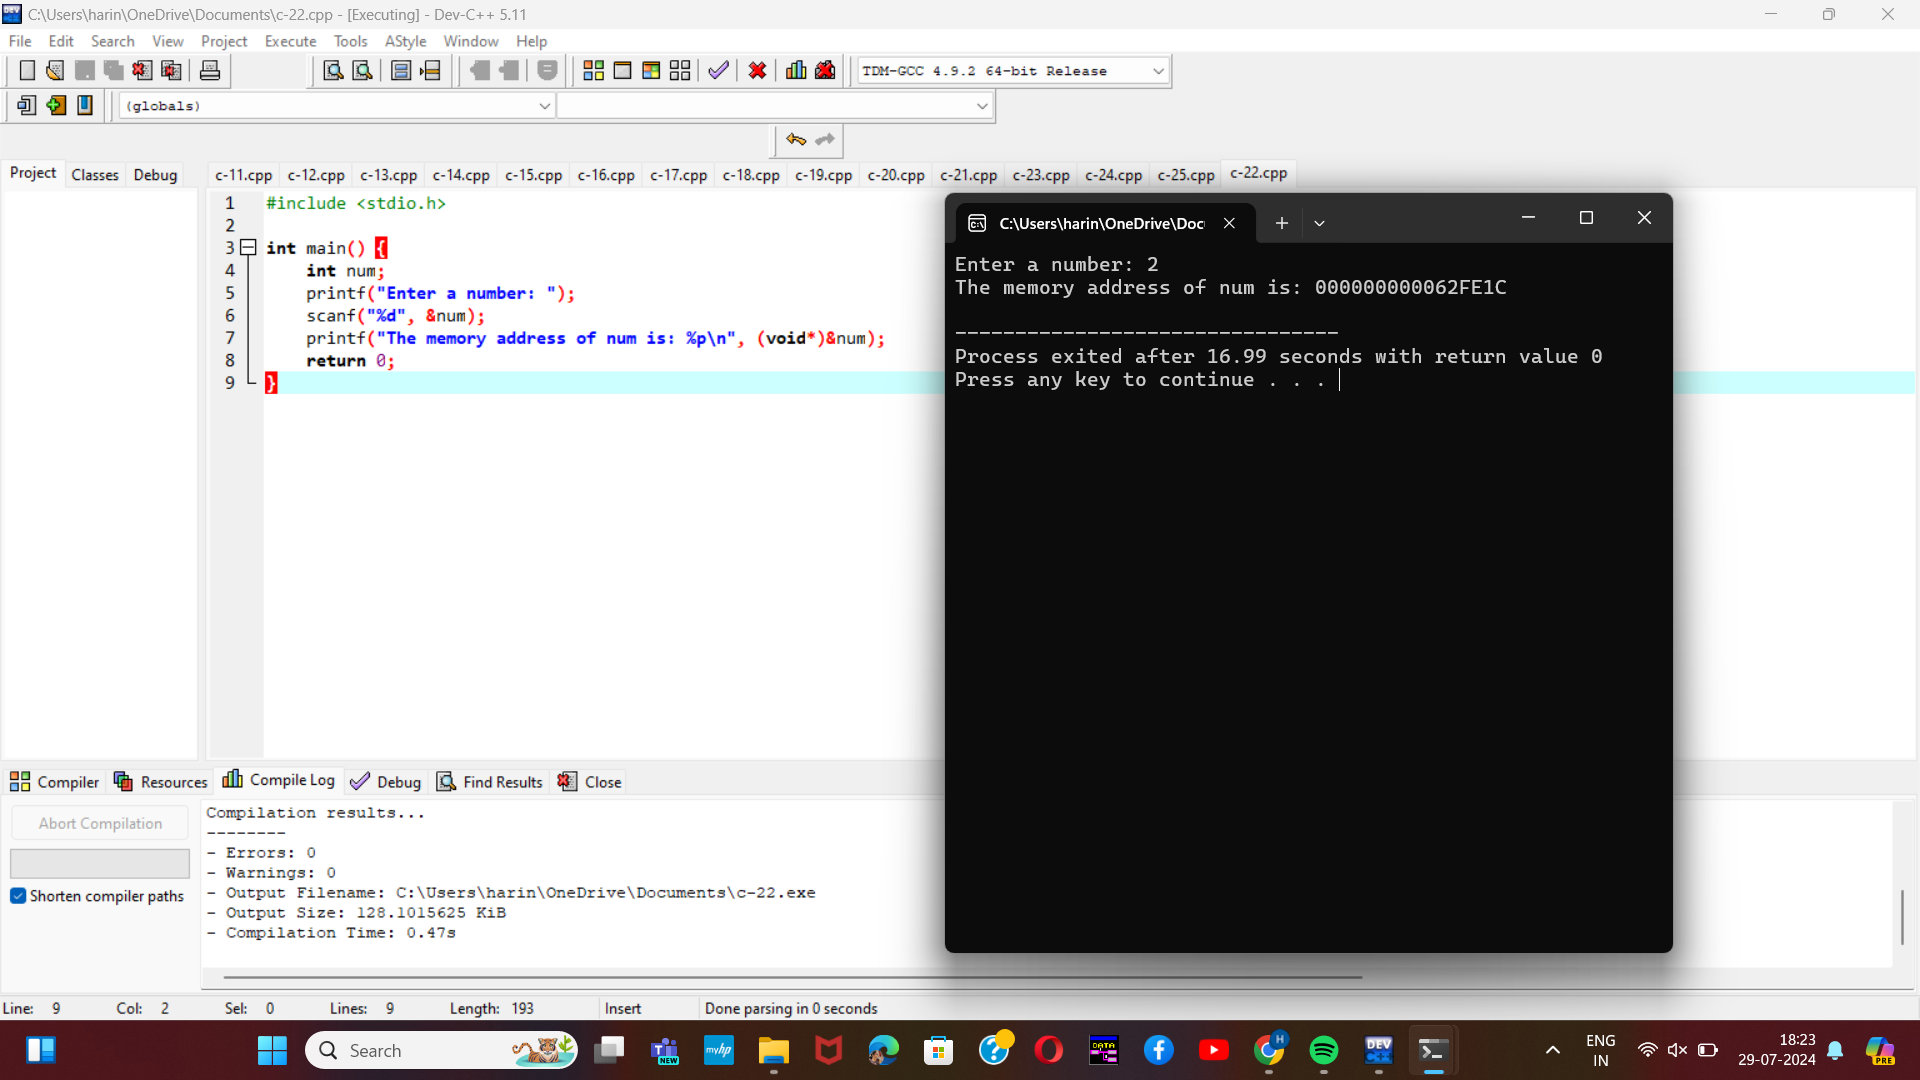 C:\Users\harin\OneDrive\Documents\c-22.cpp - [Executing] - Dev-C++ 5.11
File Edit Search View Project Execute Tools AStyle Window Help
TDM-GCC 4.9.2 64-bit Release
(globals)
Project Classes Debug
c-11.cpp c-12.cpp c-13.cpp c-14.cpp c-15.cpp c-16.cpp c-17.cpp c-18.cpp c-19.cpp c-20.cpp c-21.cpp c-23.cpp c-24.cpp c-25.cpp c-22.cpp
1 #include <stdio.h>
2
3 int main() {
4 int num;
5 printf("Enter a number: ");
6 scanf("%d", &num);
7 printf("The memory address of num is: %p\n", (void*)&num);
8 return 0;
9 }
C:\Users\harin\OneDrive\Doc
Enter a number: 2
The memory address of num is: 000000000062FE1C
--------------------------------
Process exited after 16.99 seconds with return value 0
Press any key to continue . . .
Compiler Resources Compile Log Debug Find Results Close
Abort Compilation
Shorten compiler paths
Compilation results...
--------
- Errors: 0
- Warnings: 0
- Output Filename: C:\Users\harin\OneDrive\Documents\c-22.exe
- Output Size: 128.1015625 KiB
- Compilation Time: 0.47s
Line: 9 Col: 2 Sel: 0 Lines: 9 Length: 193 Insert Done parsing in 0 seconds
Search
NEW
myhp
DATA
H
DEV
C++
ENG
IN
18:23
29-07-2024
PRE